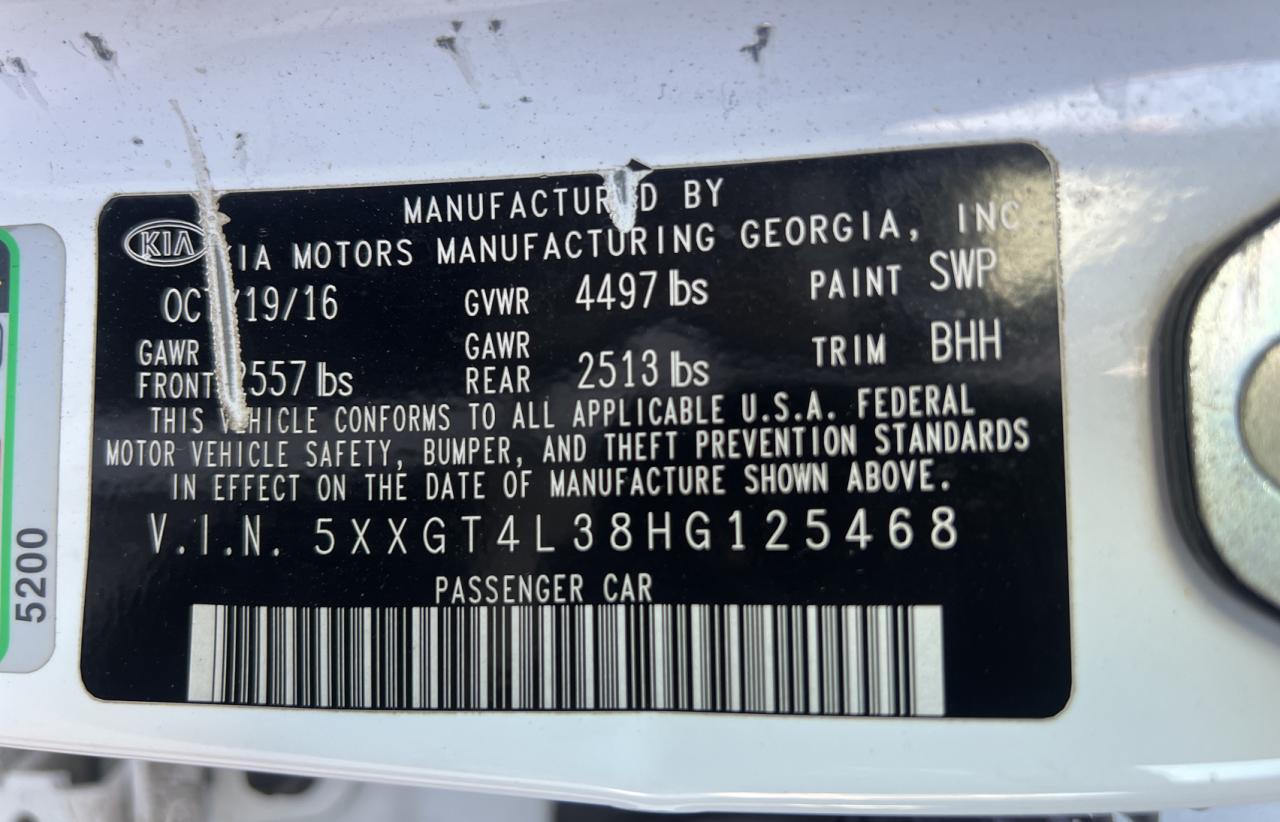 MANUFACTURED BY
KIA KIA MOTORS MANUFACTURING GEORGIA, INC
OCT/19/16 GVWR 4497 lbs PAINT SWP
GAWR FRONT 2557 lbs GAWR REAR 2513 lbs TRIM BHH
THIS VEHICLE CONFORMS TO ALL APPLICABLE U.S.A. FEDERAL
MOTOR VEHICLE SAFETY, BUMPER, AND THEFT PREVENTION STANDARDS
IN EFFECT ON THE DATE OF MANUFACTURE SHOWN ABOVE.
V.I.N. 5XXGT4L38HG125468
PASSENGER CAR
5200